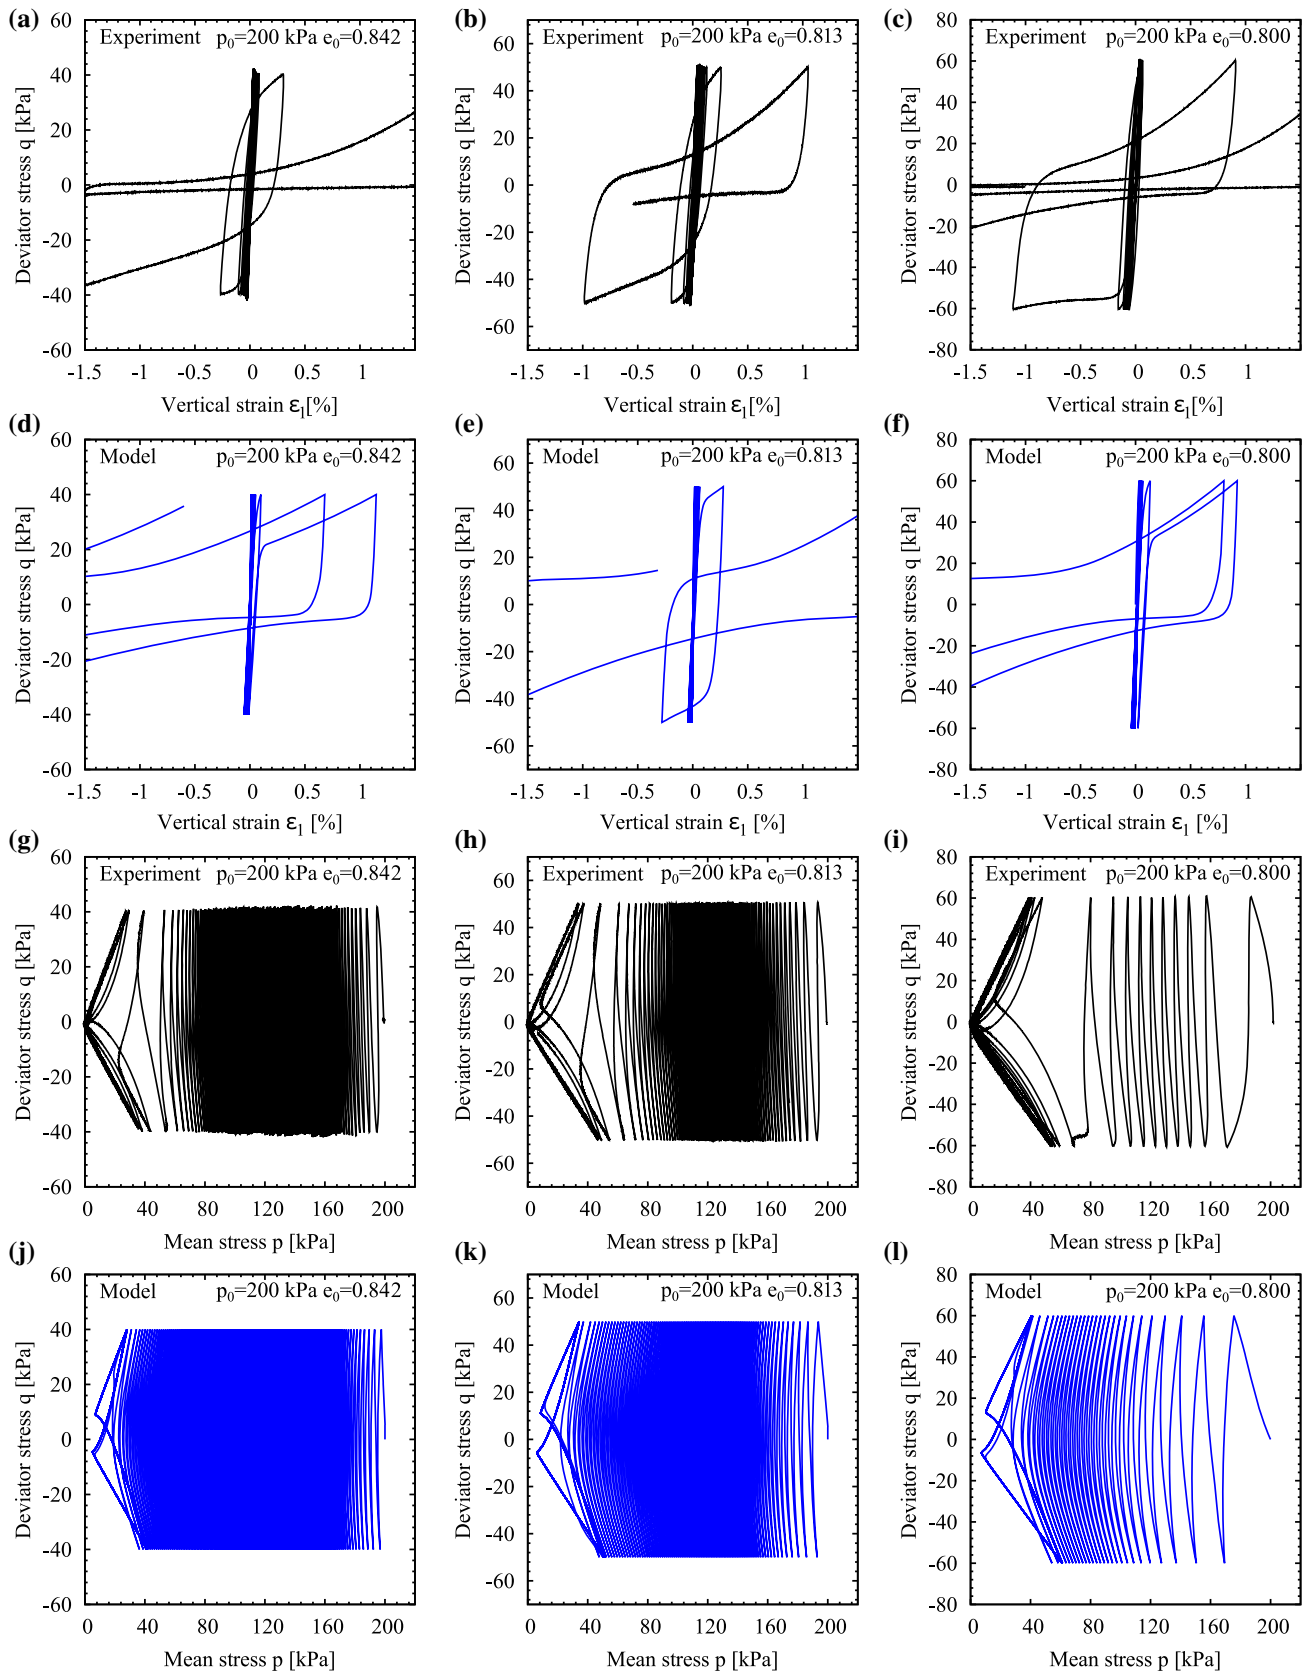 (a)
Experiment p₀=200 kPa e₀=0.842
60
40
20
0
-20
-40
-60
Deviator stress q [kPa]
-1.5 -1 -0.5 0 0.5 1
Vertical strain ε₁[%]
(b)
Experiment p₀=200 kPa e₀=0.813
60
40
20
0
-20
-40
-60
Deviator stress q [kPa]
-1.5 -1 -0.5 0 0.5 1
Vertical strain ε₁[%]
(c)
Experiment p₀=200 kPa e₀=0.800
80
60
40
20
0
-20
-40
-60
-80
Deviator stress q [kPa]
-1.5 -1 -0.5 0 0.5 1
Vertical strain ε₁[%]
(d)
Model p₀=200 kPa e₀=0.842
60
40
20
0
-20
-40
-60
Deviator stress q [kPa]
-1.5 -1 -0.5 0 0.5 1
Vertical strain ε₁ [%]
(e)
Model p₀=200 kPa e₀=0.813
60
40
20
0
-20
-40
-60
Deviator stress q [kPa]
-1.5 -1 -0.5 0 0.5 1
Vertical strain ε₁ [%]
(f)
Model p₀=200 kPa e₀=0.800
80
60
40
20
0
-20
-40
-60
-80
Deviator stress q [kPa]
-1.5 -1 -0.5 0 0.5 1
Vertical strain ε₁ [%]
(g)
Experiment p₀=200 kPa e₀=0.842
60
40
20
0
-20
-40
-60
Deviator stress q [kPa]
0 40 80 120 160 200
Mean stress p [kPa]
(h)
Experiment p₀=200 kPa e₀=0.813
60
40
20
0
-20
-40
-60
Deviator stress q [kPa]
0 40 80 120 160 200
Mean stress p [kPa]
(i)
Experiment p₀=200 kPa e₀=0.800
80
60
40
20
0
-20
-40
-60
-80
Deviator stress q [kPa]
0 40 80 120 160 200
Mean stress p [kPa]
(j)
Model p₀=200 kPa e₀=0.842
60
40
20
0
-20
-40
-60
Deviator stress q [kPa]
0 40 80 120 160 200
Mean stress p [kPa]
(k)
Model p₀=200 kPa e₀=0.813
60
40
20
0
-20
-40
-60
Deviator stress q [kPa]
0 40 80 120 160 200
Mean stress p [kPa]
(l)
Model p₀=200 kPa e₀=0.800
80
60
40
20
0
-20
-40
-60
-80
Deviator stress q [kPa]
0 40 80 120 160 200
Mean stress p [kPa]